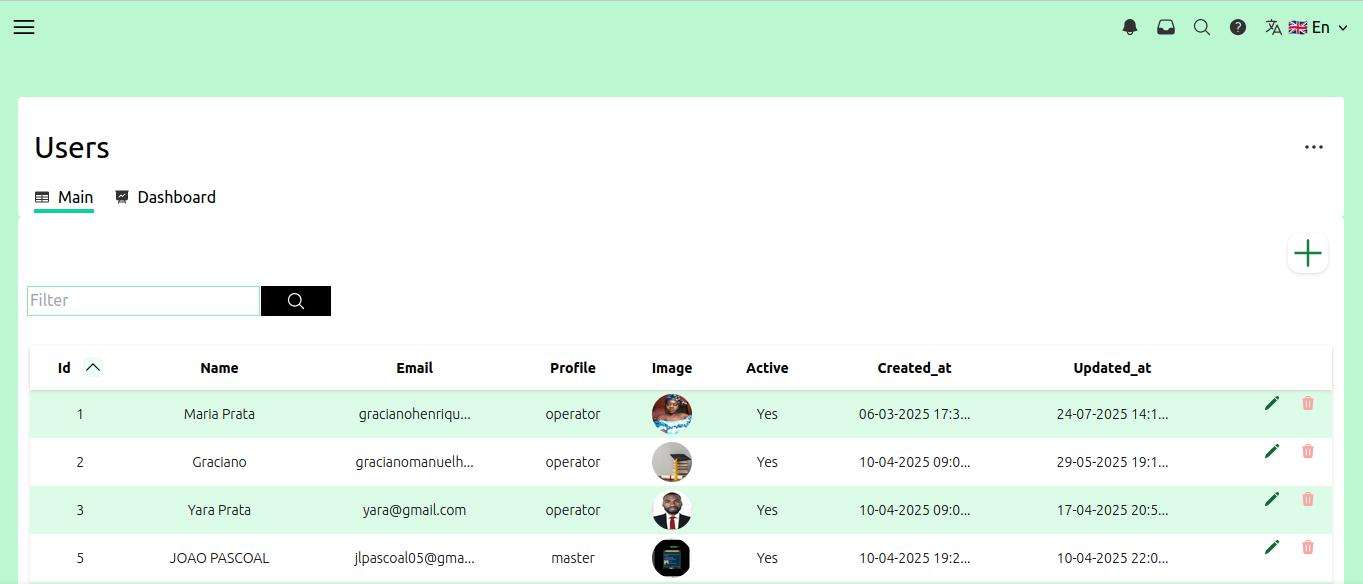 En
Users
Main Dashboard
Filter
Id Name Email Profile Image Active Created_at Updated_at
1 Maria Prata gracianohenriqu... operator Yes 06-03-2025 17:3... 24-07-2025 14:1...
2 Graciano gracianomanuelh... operator Yes 10-04-2025 09:0... 29-05-2025 19:1...
3 Yara Prata yara@gmail.com operator Yes 10-04-2025 09:0... 17-04-2025 20:5...
5 JOAO PASCOAL jlpascoal05@gma... master Yes 10-04-2025 19:2... 10-04-2025 22:0...